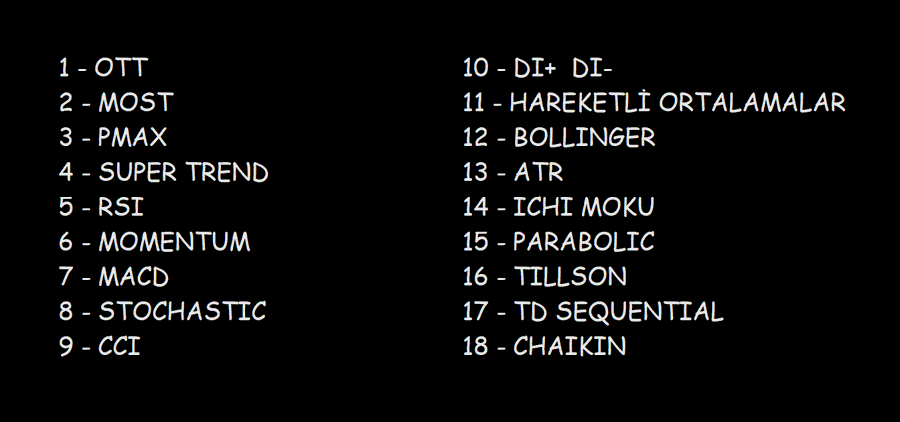 1 - OTT
2 - MOST
3 - PMAX
4 - SUPER TREND
5 - RSI
6 - MOMENTUM
7 - MACD
8 - STOCHASTIC
9 - CCI
10 - DI+  DI-
11 - HAREKETLİ ORTALAMALAR
12 - BOLLINGER
13 - ATR
14 - ICHI MOKU
15 - PARABOLIC
16 - TILLSON
17 - TD SEQUENTIAL
18 - CHAIKIN